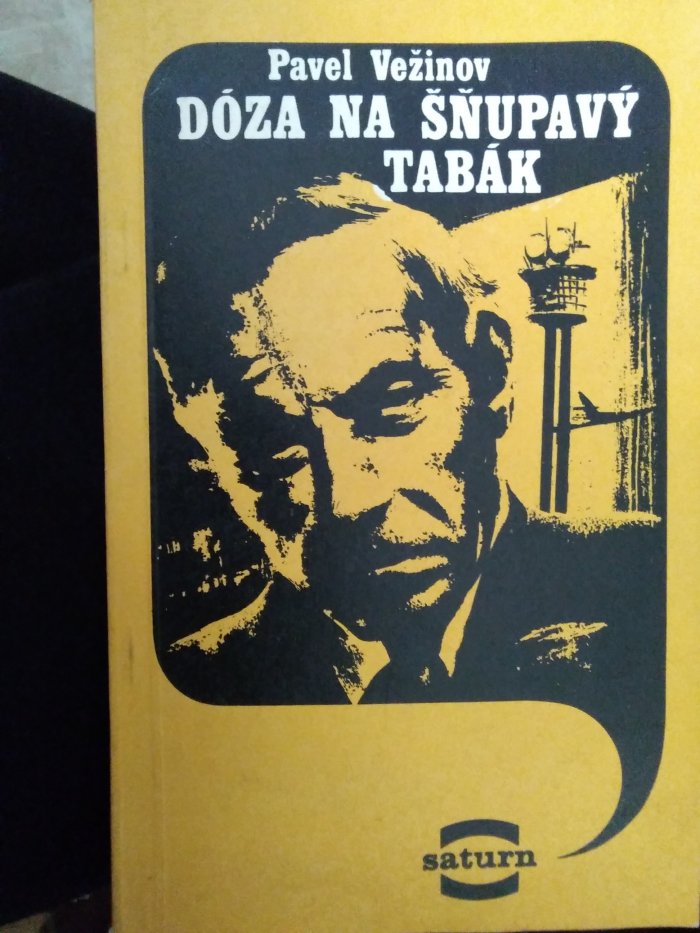 Pavel Vežinov
DÓZA NA ŠŇUPAVÝ
TABÁK
saturn